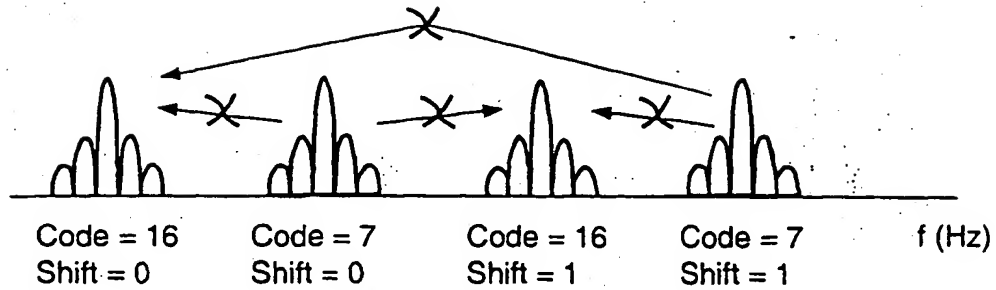 Code = 16 Code = 7 Code = 16 Code = 7 f (Hz)
Shift = 0 Shift = 0 Shift = 1 Shift = 1